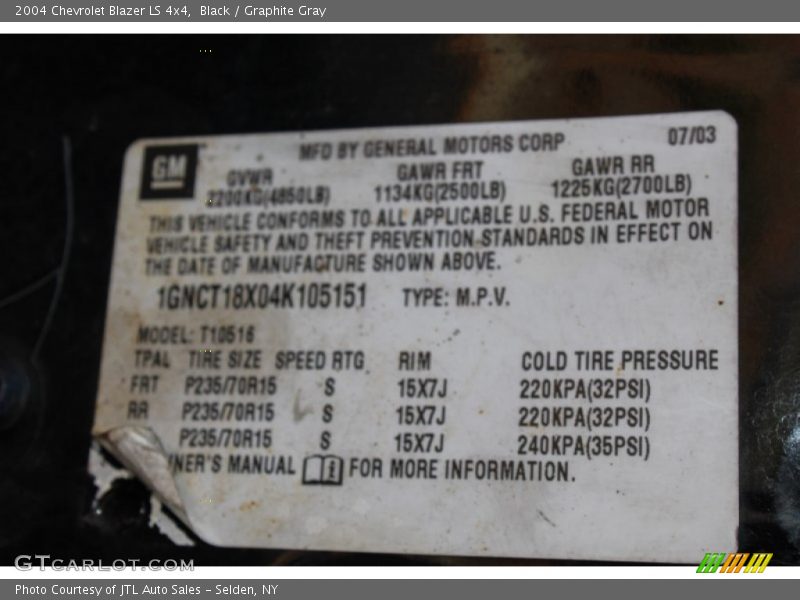 2004 Chevrolet Blazer LS 4x4,  Black / Graphite Gray
GM
MFD BY GENERAL MOTORS CORP 07/03
GVWR GAWR FRT GAWR RR
2200KG(4850LB) 1134KG(2500LB) 1225KG(2700LB)
THIS VEHICLE CONFORMS TO ALL APPLICABLE U.S. FEDERAL MOTOR
VEHICLE SAFETY AND THEFT PREVENTION STANDARDS IN EFFECT ON
THE DATE OF MANUFACTURE SHOWN ABOVE.
1GNCT18X04K105151 TYPE: M.P.V.
MODEL: T10516
TPAL TIRE SIZE SPEED RTG RIM COLD TIRE PRESSURE
FRT P235/70R15 S 15X7J 220KPA(32PSI)
RR P235/70R15 S 15X7J 220KPA(32PSI)
P235/70R15 S 15X7J 240KPA(35PSI)
NER'S MANUAL FOR MORE INFORMATION.
GTcarlot.com
Photo Courtesy of JTL Auto Sales - Selden, NY